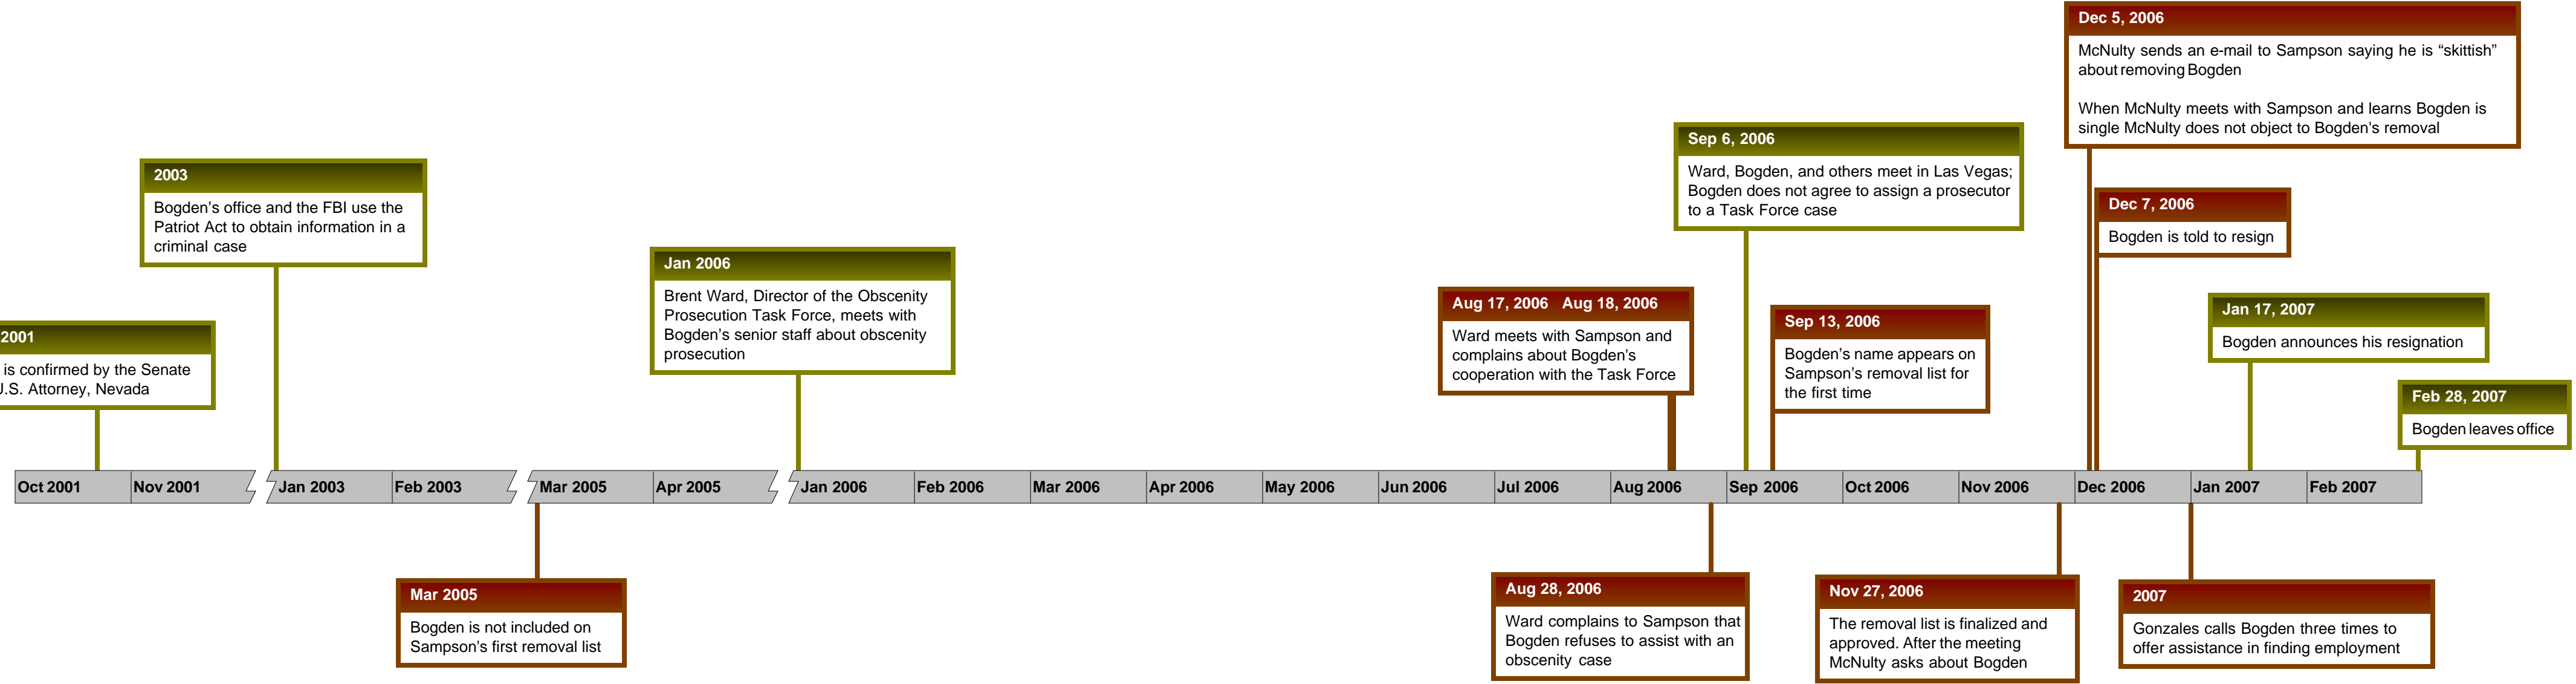 2001
is confirmed by the Senate
U.S. Attorney, Nevada
2003
Bogden’s office and the FBI use the
Patriot Act to obtain information in a
criminal case
Jan 2006
Brent Ward, Director of the Obscenity
Prosecution Task Force, meets with
Bogden’s senior staff about obscenity
prosecution
Aug 17, 2006 Aug 18, 2006
Ward meets with Sampson and
complains about Bogden’s
cooperation with the Task Force
Sep 6, 2006
Ward, Bogden, and others meet in Las Vegas;
Bogden does not agree to assign a prosecutor
to a Task Force case
Sep 13, 2006
Bogden’s name appears on
Sampson’s removal list for
the first time
Dec 5, 2006
McNulty sends an e-mail to Sampson saying he is “skittish”
about removing Bogden
When McNulty meets with Sampson and learns Bogden is
single McNulty does not object to Bogden's removal
Dec 7, 2006
Bogden is told to resign
Jan 17, 2007
Bogden announces his resignation
Feb 28, 2007
Bogden leaves office
Oct 2001 Nov 2001 Jan 2003 Feb 2003 Mar 2005 Apr 2005 Jan 2006 Feb 2006 Mar 2006 Apr 2006 May 2006 Jun 2006 Jul 2006 Aug 2006 Sep 2006 Oct 2006 Nov 2006 Dec 2006 Jan 2007 Feb 2007
Mar 2005
Bogden is not included on
Sampson's first removal list
Aug 28, 2006
Ward complains to Sampson that
Bogden refuses to assist with an
obscenity case
Nov 27, 2006
The removal list is finalized and
approved. After the meeting
McNulty asks about Bogden
2007
Gonzales calls Bogden three times to
offer assistance in finding employment